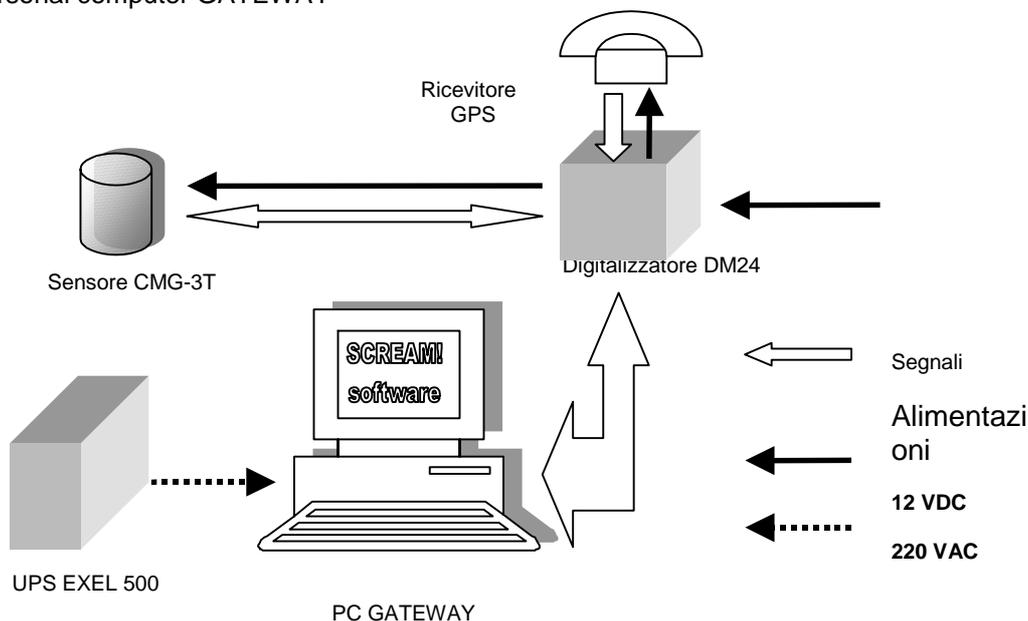 Ricevitore
GPS
Sensore CMG-3T
Digitalizzatore DM24
SCREAM!
software
Segnali
Alimentazi
oni
12 VDC
220 VAC
UPS EXEL 500
PC GATEWAY